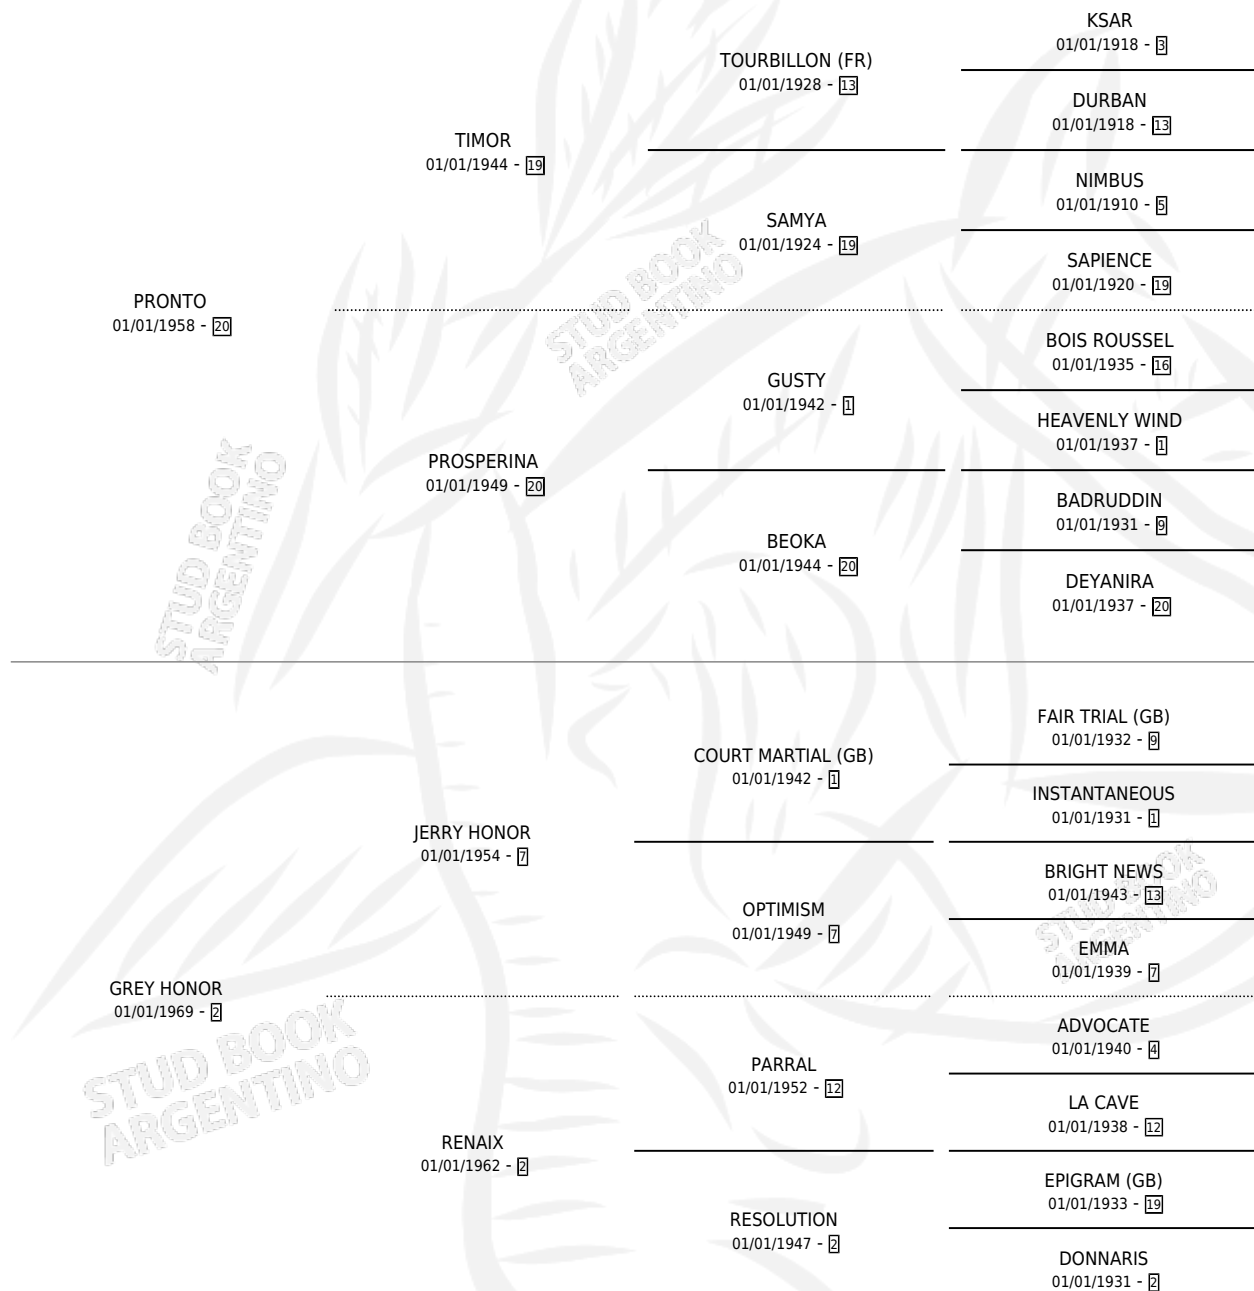 KSAR
01/01/1918 - 3
TOURBILLON (FR)
01/01/1928 - 13
DURBAN
01/01/1918 - 13
TIMOR
01/01/1944 - 19
NIMBUS
01/01/1910 - 5
SAMYA
01/01/1924 - 19
SAPIENCE
01/01/1920 - 19
PRONTO
01/01/1958 - 20
BOIS ROUSSEL
01/01/1935 - 16
GUSTY
01/01/1942 - 1
HEAVENLY WIND
01/01/1937 - 1
PROSPERINA
01/01/1949 - 20
BADRUDDIN
01/01/1931 - 9
BEOKA
01/01/1944 - 20
DEYANIRA
01/01/1937 - 20
FAIR TRIAL (GB)
01/01/1932 - 9
COURT MARTIAL (GB)
01/01/1942 - 1
INSTANTANEOUS
01/01/1931 - 1
JERRY HONOR
01/01/1954 - 7
BRIGHT NEWS
01/01/1943 - 13
OPTIMISM
01/01/1949 - 7
EMMA
01/01/1939 - 7
GREY HONOR
01/01/1969 - 2
ADVOCATE
01/01/1940 - 4
PARRAL
01/01/1952 - 12
LA CAVE
01/01/1938 - 12
RENAIX
01/01/1962 - 2
EPIGRAM (GB)
01/01/1933 - 19
RESOLUTION
01/01/1947 - 2
DONNARIS
01/01/1931 - 2
STUD BOOK
ARGENTINO
STUD BOOK
ARGENTINO
STUD BOOK
ARGENTINO
STUD BOOK
ARGENTINO